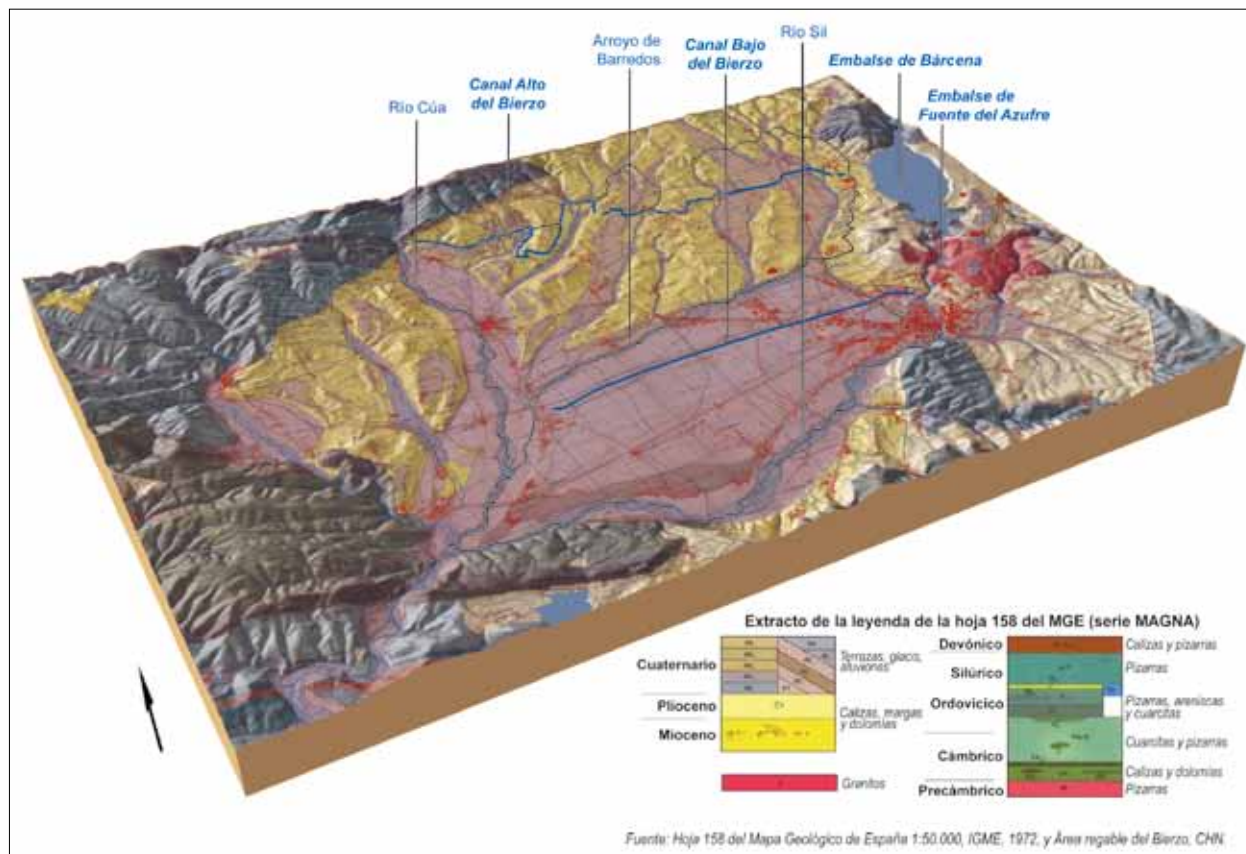 Río Cúa
Canal Alto
del Bierzo
Arroyo de
Barredos
Canal Bajo
del Bierzo
Río Sil
Embalse de Bárcena
Embalse de
Fuente del Azufre
Extracto de la leyenda de la hoja 158 del MGE (serie MAGNA)
Cuaternario
Terrazas, glacis,
aluviones
Plioceno
Mioceno
Calizas, margas
y dolomías
Granitos
Devónico
Calizas y pizarras
Silúrico
Pizarras
Ordovícico
Pizarras, areniscas
y cuarcitas
Cámbrico
Cuarcitas y pizarras
Calizas y dolomías
Precámbrico
Pizarras
Fuente: Hoja 158 del Mapa Geológico de España 1:50.000, IGME, 1972, y Área regable del Bierzo, CHN.